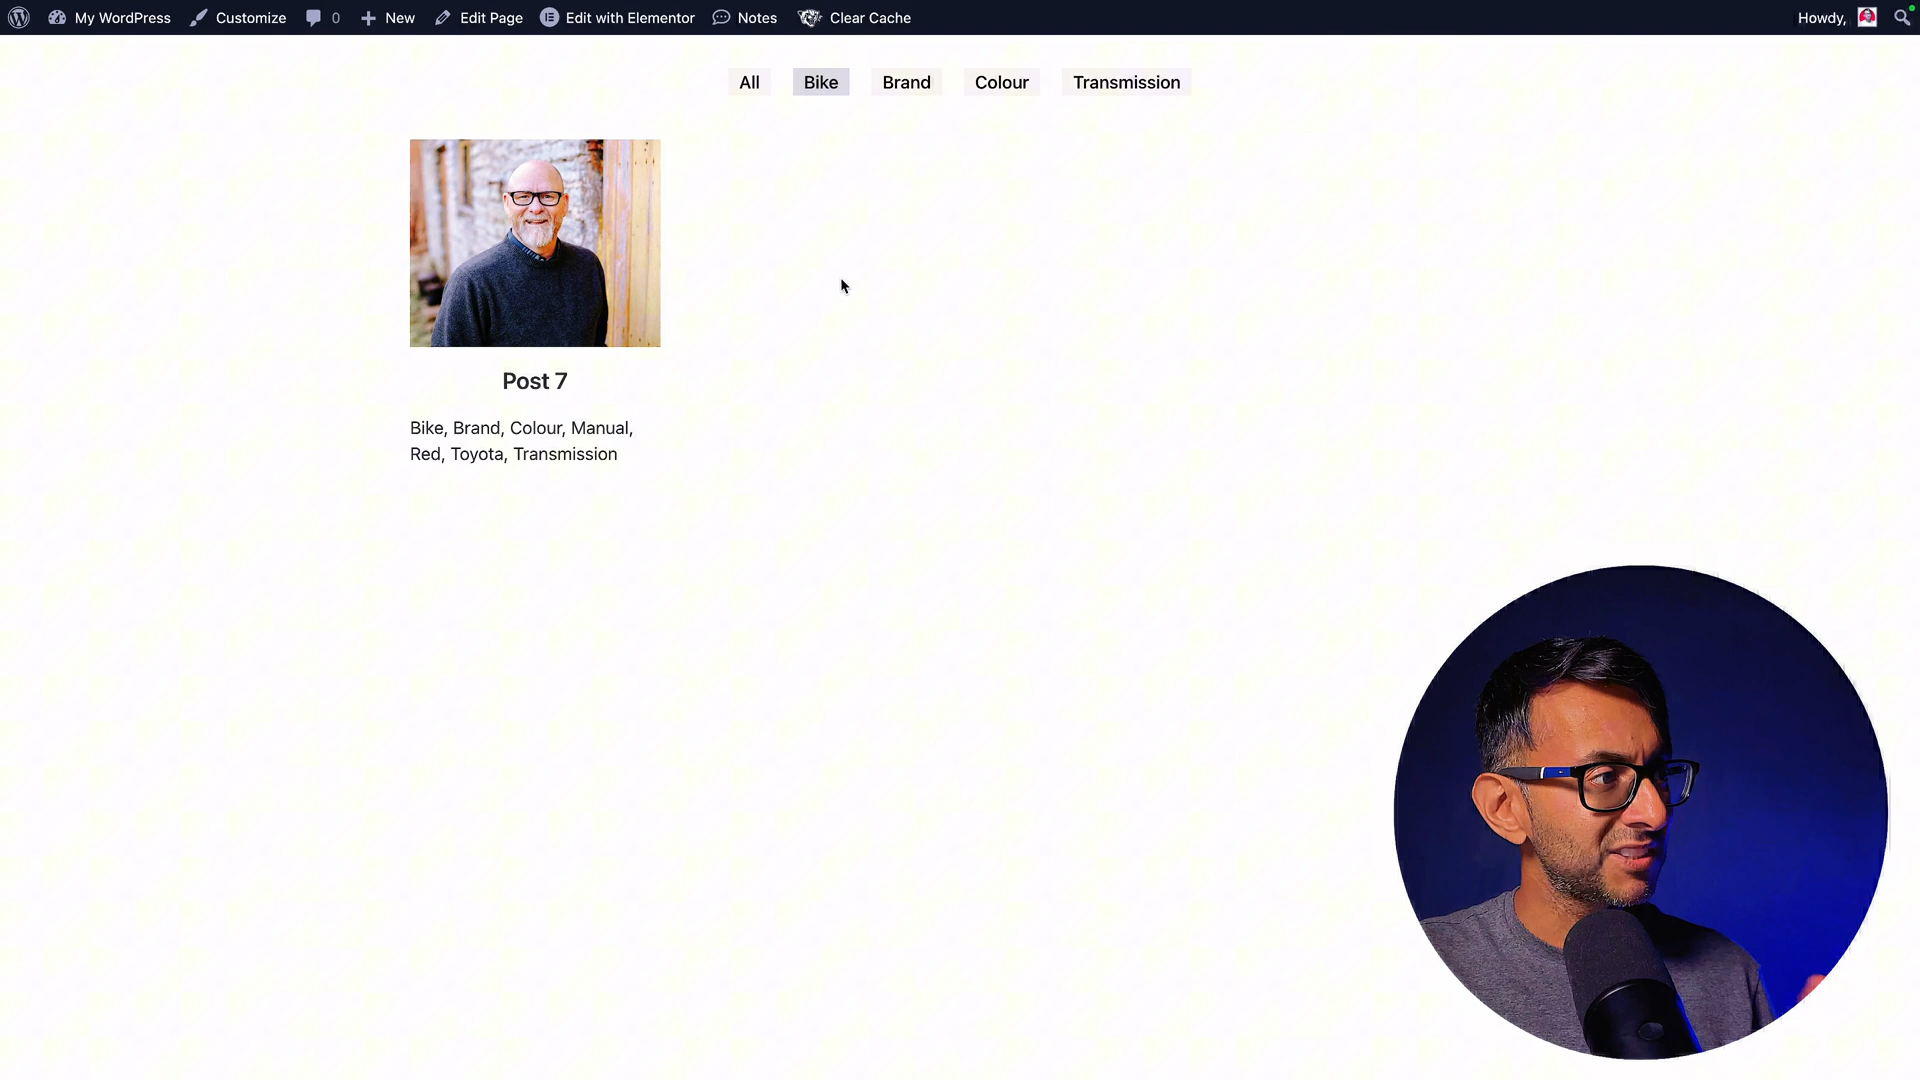 My WordPress Customize 0 New Edit Page Edit with Elementor Notes Clear Cache Howdy,
All Bike Brand Colour Transmission
Post 7
Bike, Brand, Colour, Manual,
Red, Toyota, Transmission